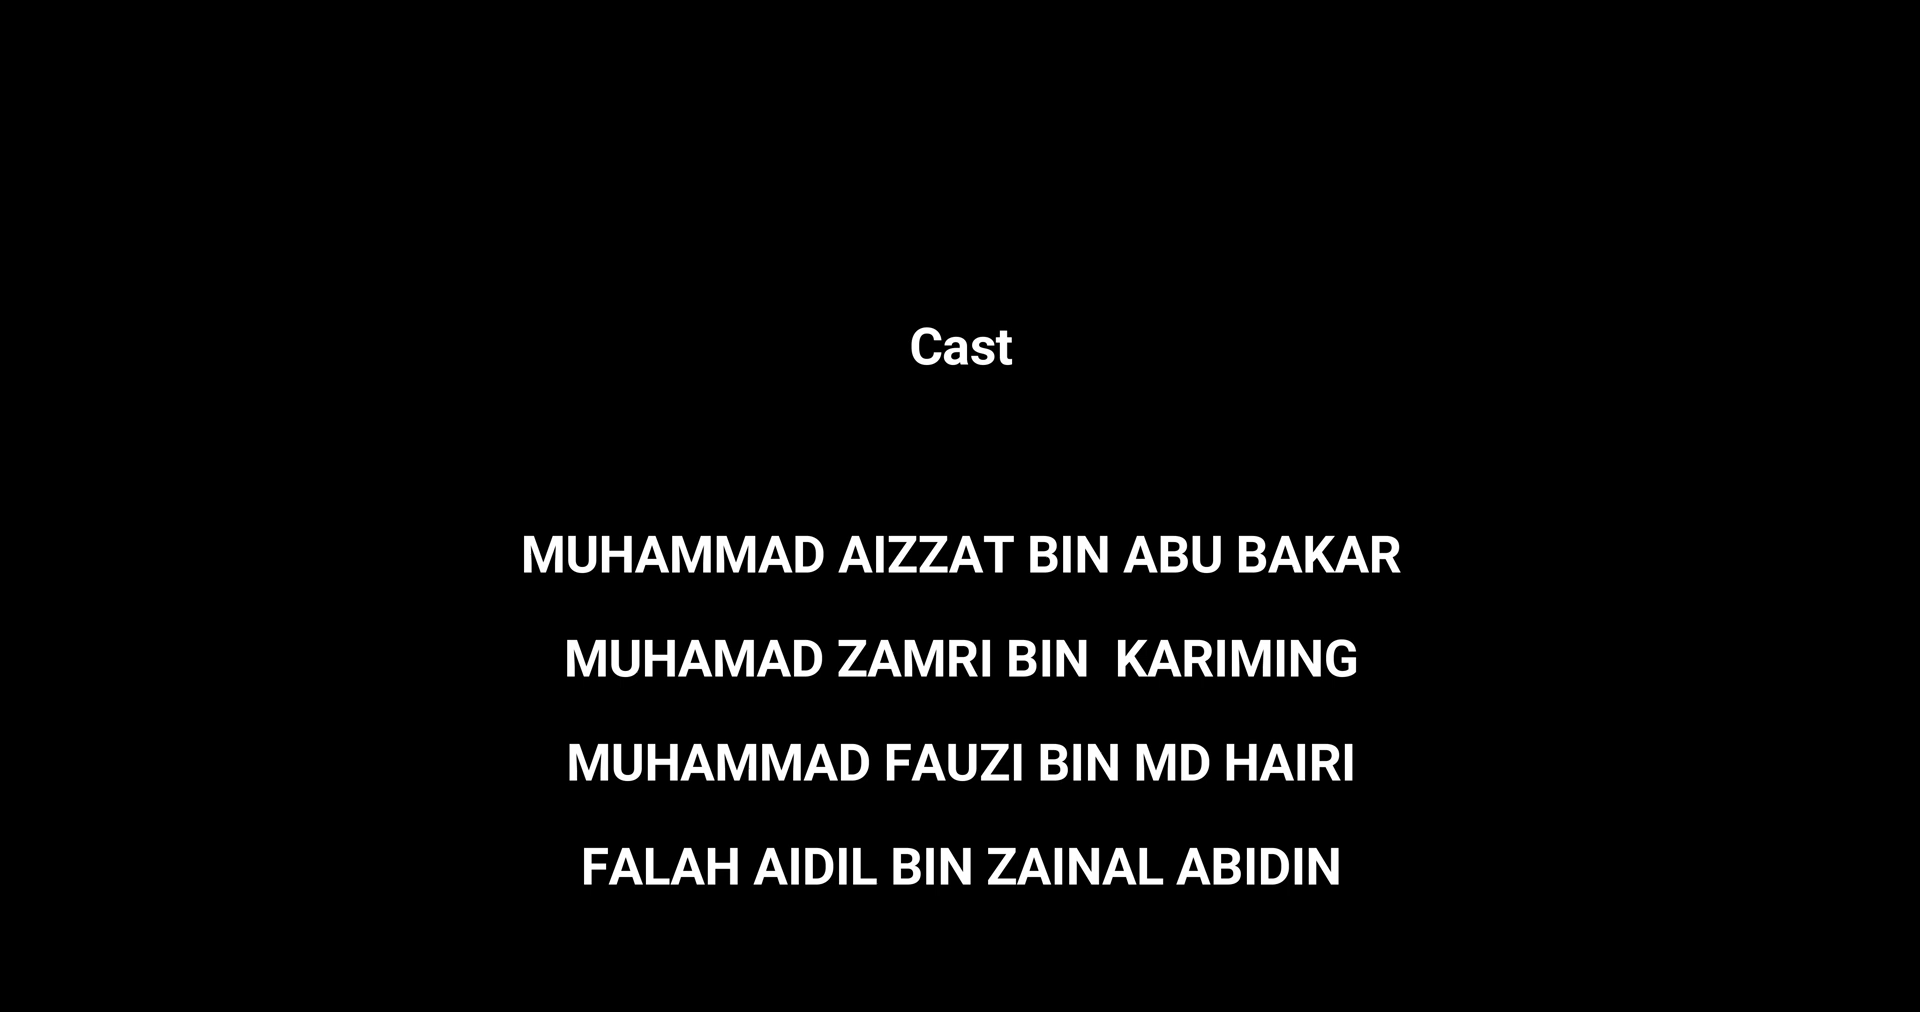 Cast
MUHAMMAD AIZZAT BIN ABU BAKAR
MUHAMAD ZAMRI BIN  KARIMING
MUHAMMAD FAUZI BIN MD HAIRI
FALAH AIDIL BIN ZAINAL ABIDIN